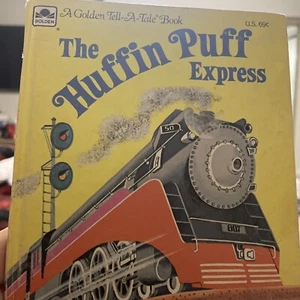 A Golden Tell-A-Tale® Book
U.S. 69¢
GOLDEN
The
Huffin Puff
Express